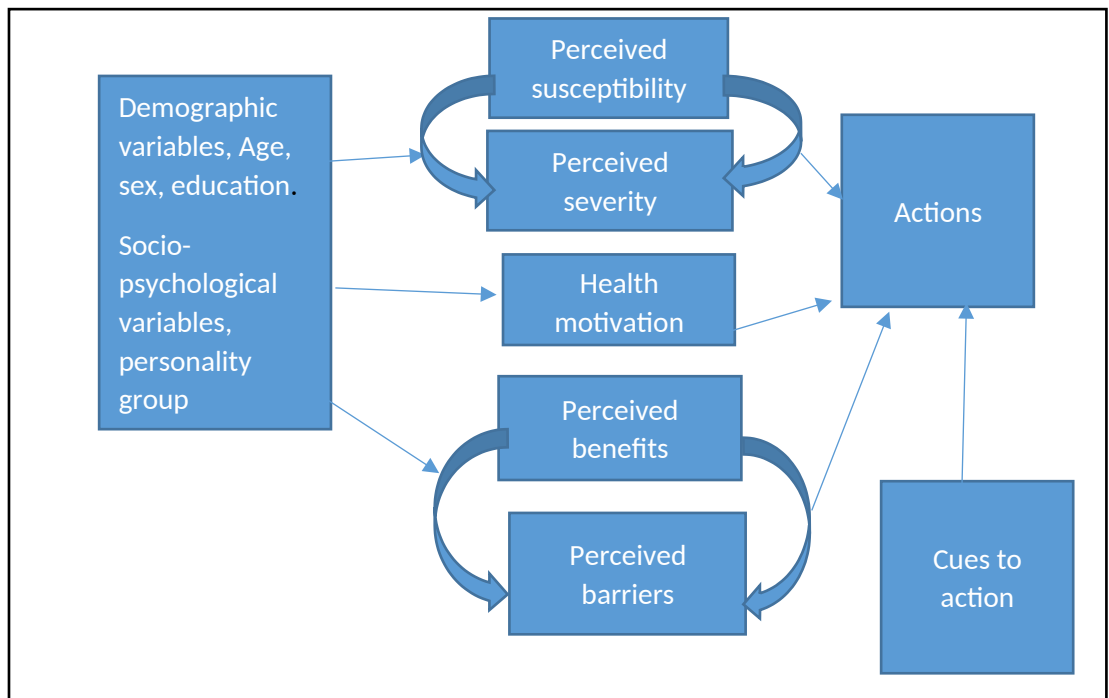 Demographic
variables, Age,
sex, education.
Socio-
psychological
variables,
personality
group
Perceived
susceptibility
Perceived
severity
Health
motivation
Perceived
benefits
Perceived
barriers
Actions
Cues to
action